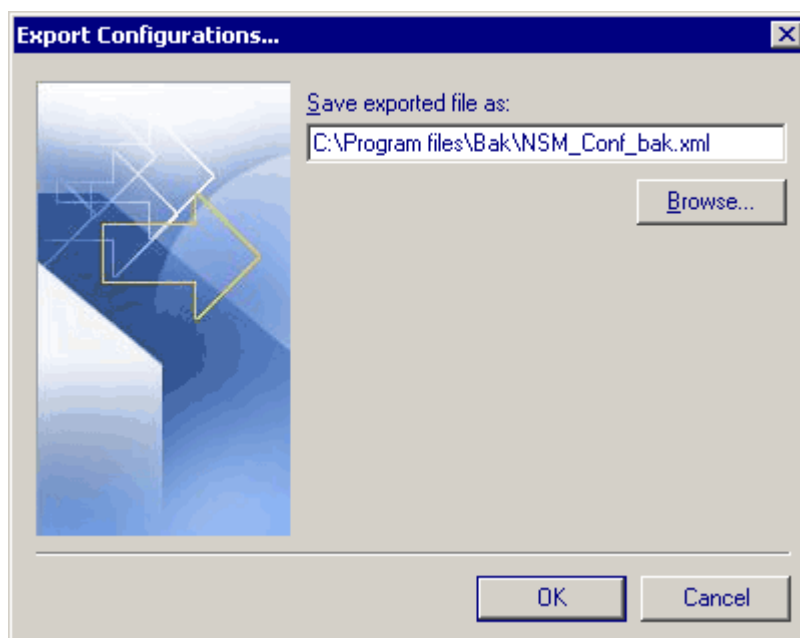 Export Configurations...
Save exported file as:
C:\Program files\Bak\NSM_Conf_bak.xml
Browse...
OK
Cancel